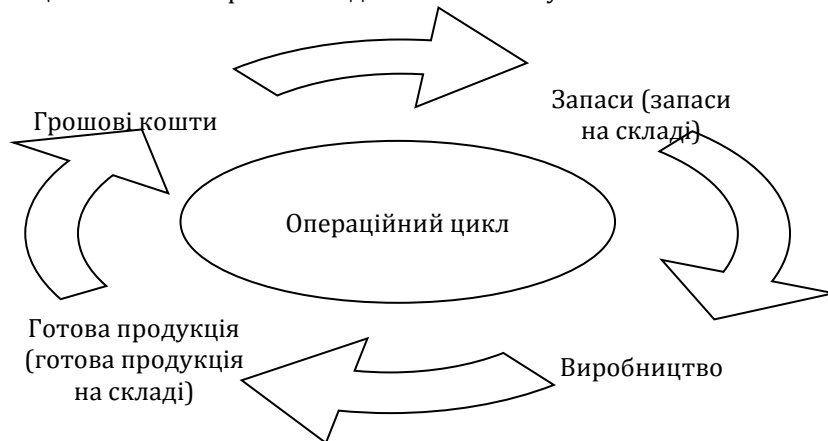 Грошові кошти
Запаси (запаси
на складі)
Операційний цикл
Готова продукція
(готова продукція
на складі)
Виробництво